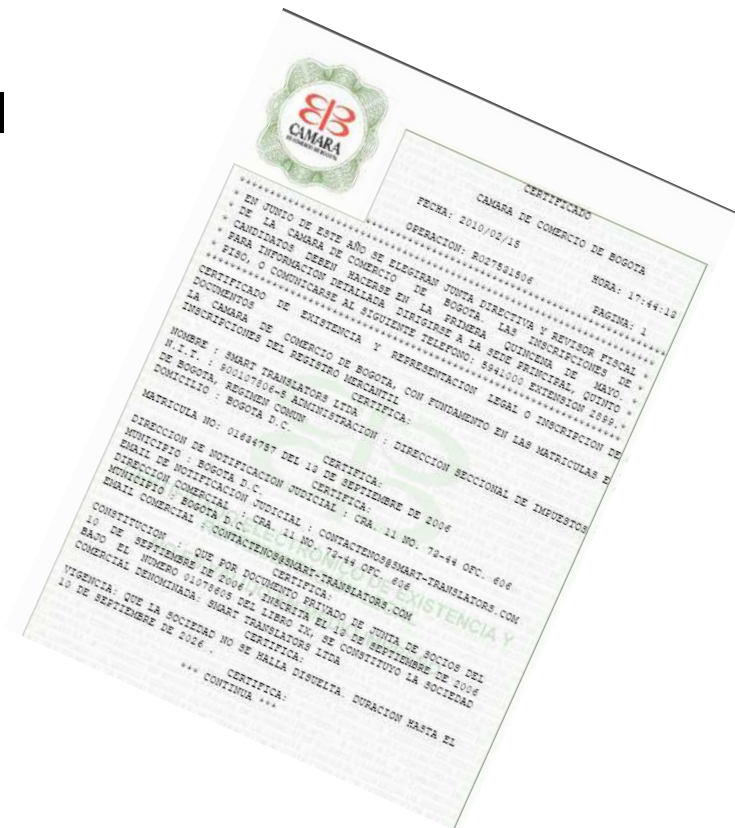 CAMARA
DE COMERCIO DE BOGOTA
CERTIFICADO
CAMARA DE COMERCIO DE BOGOTA
FECHA: 2010/02/15
HORA: 17:44:12
OPERACION: R027521506
PAGINA: 1
* EN JUNIO DE ESTE AÑO SE ELEGIRAN JUNTA DIRECTIVA Y REVISOR FISCAL *
* DE LA CAMARA DE COMERCIO DE BOGOTA. LAS INSCRIPCIONES DE *
* CANDIDATOS DEBEN HACERSE EN LA PRIMERA QUINCENA DE MAYO. *
* PARA INFORMACION DETALLADA DIRIGIRSE A LA SEDE PRINCIPAL, QUINTO *
* PISO, O COMUNICARSE AL SIGUIENTE TELEFONO: 5941000 EXTENSION 2899. *
CERTIFICADO DE EXISTENCIA Y REPRESENTACION LEGAL O INSCRIPCION DE
DOCUMENTOS
LA CAMARA DE COMERCIO DE BOGOTA, CON FUNDAMENTO EN LAS MATRICULAS E
INSCRIPCIONES DEL REGISTRO MERCANTIL
CERTIFICA:
NOMBRE : SMART TRANSLATORS LTDA
N.I.T. : 900107806-5 ADMINISTRACION : DIRECCION SECCIONAL DE IMPUESTOS
DE BOGOTA, REGIMEN COMUN
DOMICILIO : BOGOTA D.C.
CERTIFICA:
MATRICULA NO: 01634757 DEL 19 DE SEPTIEMBRE DE 2006
CERTIFICA:
DIRECCION DE NOTIFICACION JUDICIAL : CRA. 11 NO. 72-44 OFC. 606
MUNICIPIO : BOGOTA D.C.
EMAIL DE NOTIFICACION JUDICIAL : CONTACTENOS@SMART-TRANSLATORS.COM
DIRECCION COMERCIAL : CRA. 11 NO. 72-44 OFC. 606
MUNICIPIO : BOGOTA D.C.
EMAIL COMERCIAL : CONTACTENOS@SMART-TRANSLATORS.COM
CERTIFICA:
CONSTITUCION : QUE POR DOCUMENTO PRIVADO DE JUNTA DE SOCIOS DEL
10 DE SEPTIEMBRE DE 2006, INSCRITA EL DE SEPTIEMBRE DE 2006
BAJO EL NUMERO 01078605 DEL LIBRO IX, SE CONSTITUYO LA SOCIEDAD
COMERCIAL DENOMINADA: SMART TRANSLATORS LTDA
CERTIFICA:
VIGENCIA: QUE LA SOCIEDAD NO SE HALLA DISUELTA. DURACION HASTA EL
10 DE SEPTIEMBRE DE 2026 .
CERTIFICA:
*** CONTINUA ***